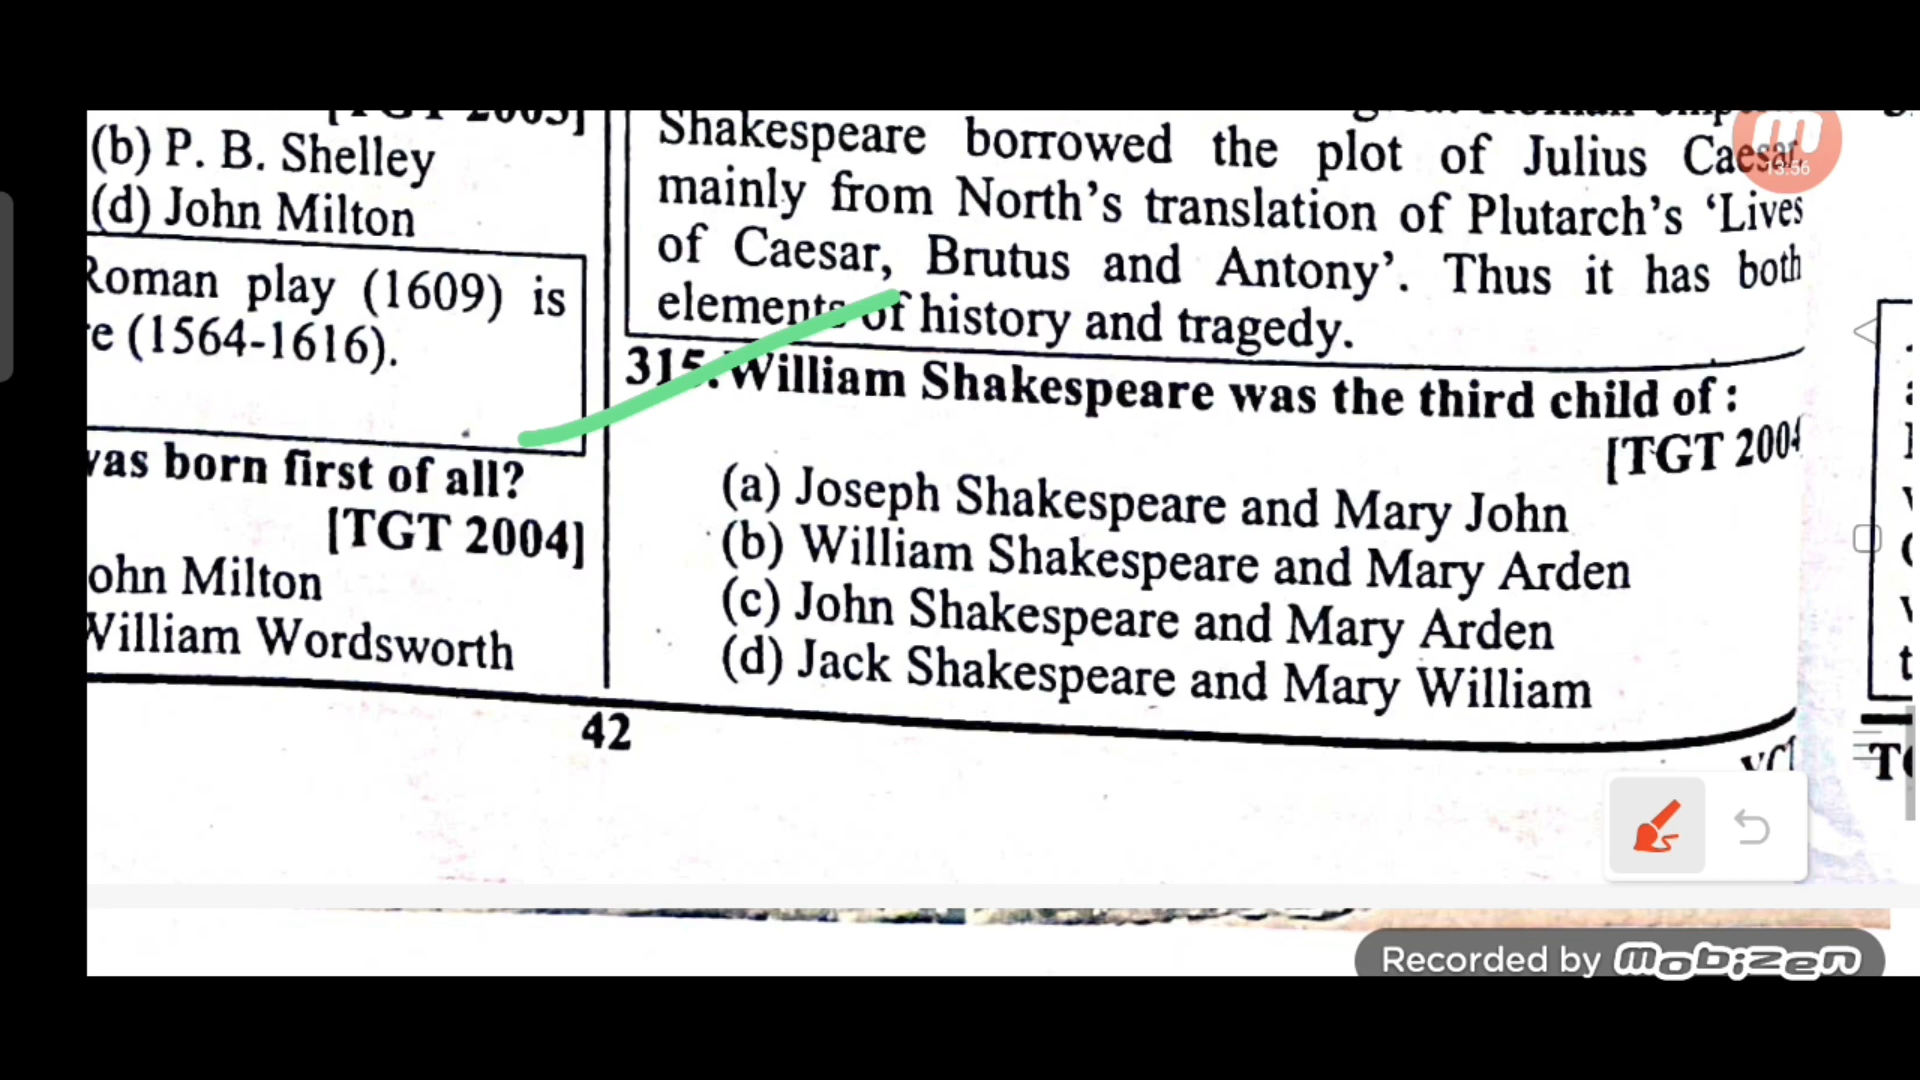 (b) P. B. Shelley
(d) John Milton
Roman play (1609) is
e (1564-1616).
was born first of all?
[TGT 2004]
ohn Milton
William Wordsworth
Shakespeare borrowed the plot of Julius Caesar
mainly from North's translation of Plutarch's 'Lives
of Caesar, Brutus and Antony'. Thus it has both
elements of history and tragedy.
315. William Shakespeare was the third child of :
[TGT 2004
(a) Joseph Shakespeare and Mary John
(b) William Shakespeare and Mary Arden
(c) John Shakespeare and Mary Arden
(d) Jack Shakespeare and Mary William
42
13:56
Recorded by mobizen